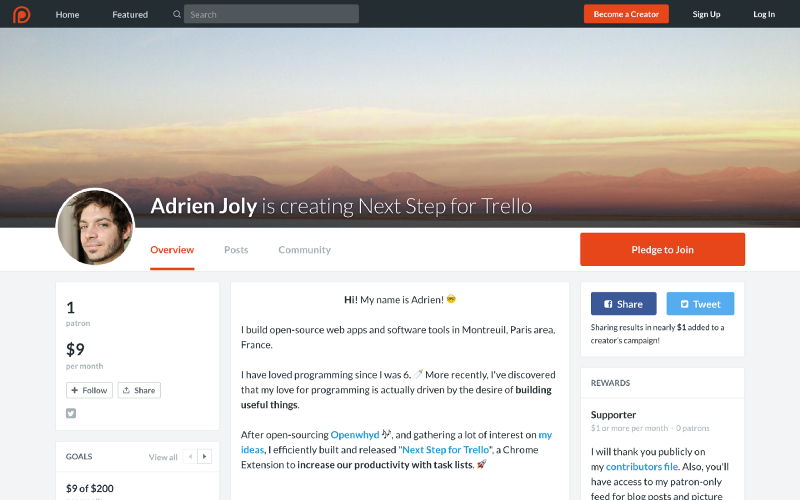 Home Featured Search Become a Creator Sign Up Log In
Adrien Joly is creating Next Step for Trello
Overview Posts Community Pledge to Join
1
patron
$9
per month
Follow Share
GOALS View all
$9 of $200
Hi! My name is Adrien! 🤓
I build open-source web apps and software tools in Montreuil, Paris area,
France.
I have loved programming since I was 6. 🍼 More recently, I've discovered
that my love for programming is actually driven by the desire of building
useful things.
After open-sourcing Openwhyd 🎶, and gathering a lot of interest on my
ideas, I efficiently built and released "Next Step for Trello", a Chrome
Extension to increase our productivity with task lists. 🚀
Share Tweet
Sharing results in nearly $1 added to a
creator's campaign!
REWARDS
Supporter
$1 or more per month · 0 patrons
I will thank you publicly on
my contributors file. Also, you'll
have access to my patron-only
feed for blog posts and picture